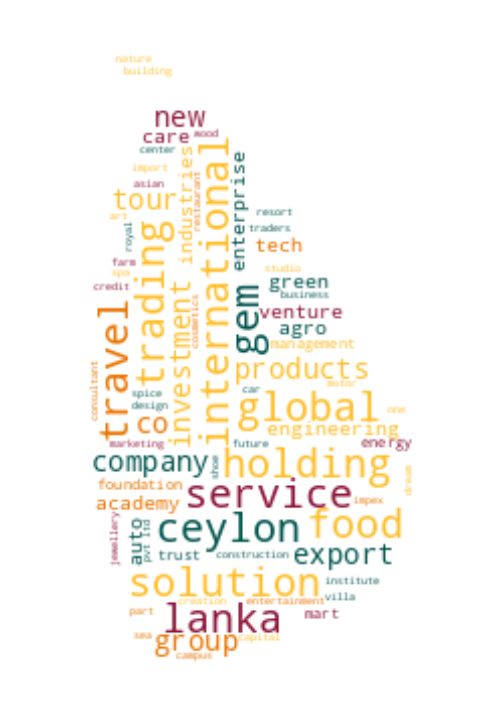 nature
building
new
care
wood
center
import
asian
tour
art
royal
farm
spa
credit
trading
industries
restaurant
international
enterprise
resort
traders
tech
studio
green
business
gem
venture
agro
management
travel
investment
cosmetics
products
motor
consultant
spice
design
car
global
one
co
engineering
marketing
future
energy
company
shoe
holding
dream
foundation
academy
service
impex
jewellery
auto
pvt ltd
ceylon
food
trust
construction
export
solution
institute
villa
creation
entertainment
part
lanka
mart
sea
group
capital
campus